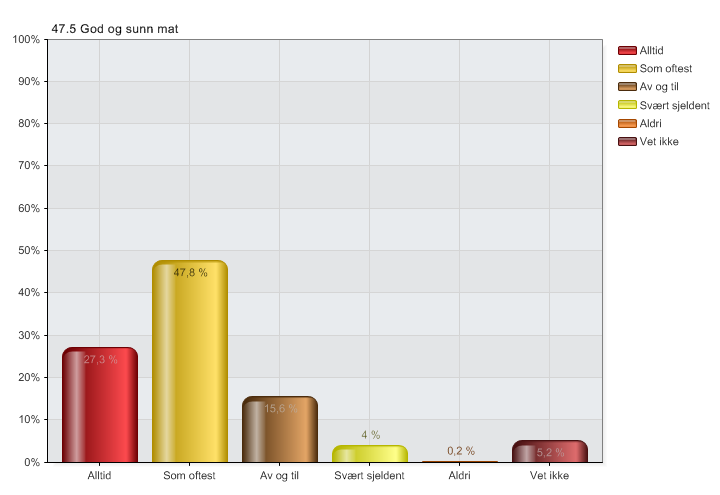 47.5 God og sunn mat
100%
90%
80%
70%
60%
50%
40%
30%
20%
10%
0%
27,3 %
47,8 %
15,6 %
4 %
0,2 %
5,2 %
Alltid
Som oftest
Av og til
Svært sjeldent
Aldri
Vet ikke
Alltid
Som oftest
Av og til
Svært sjeldent
Aldri
Vet ikke